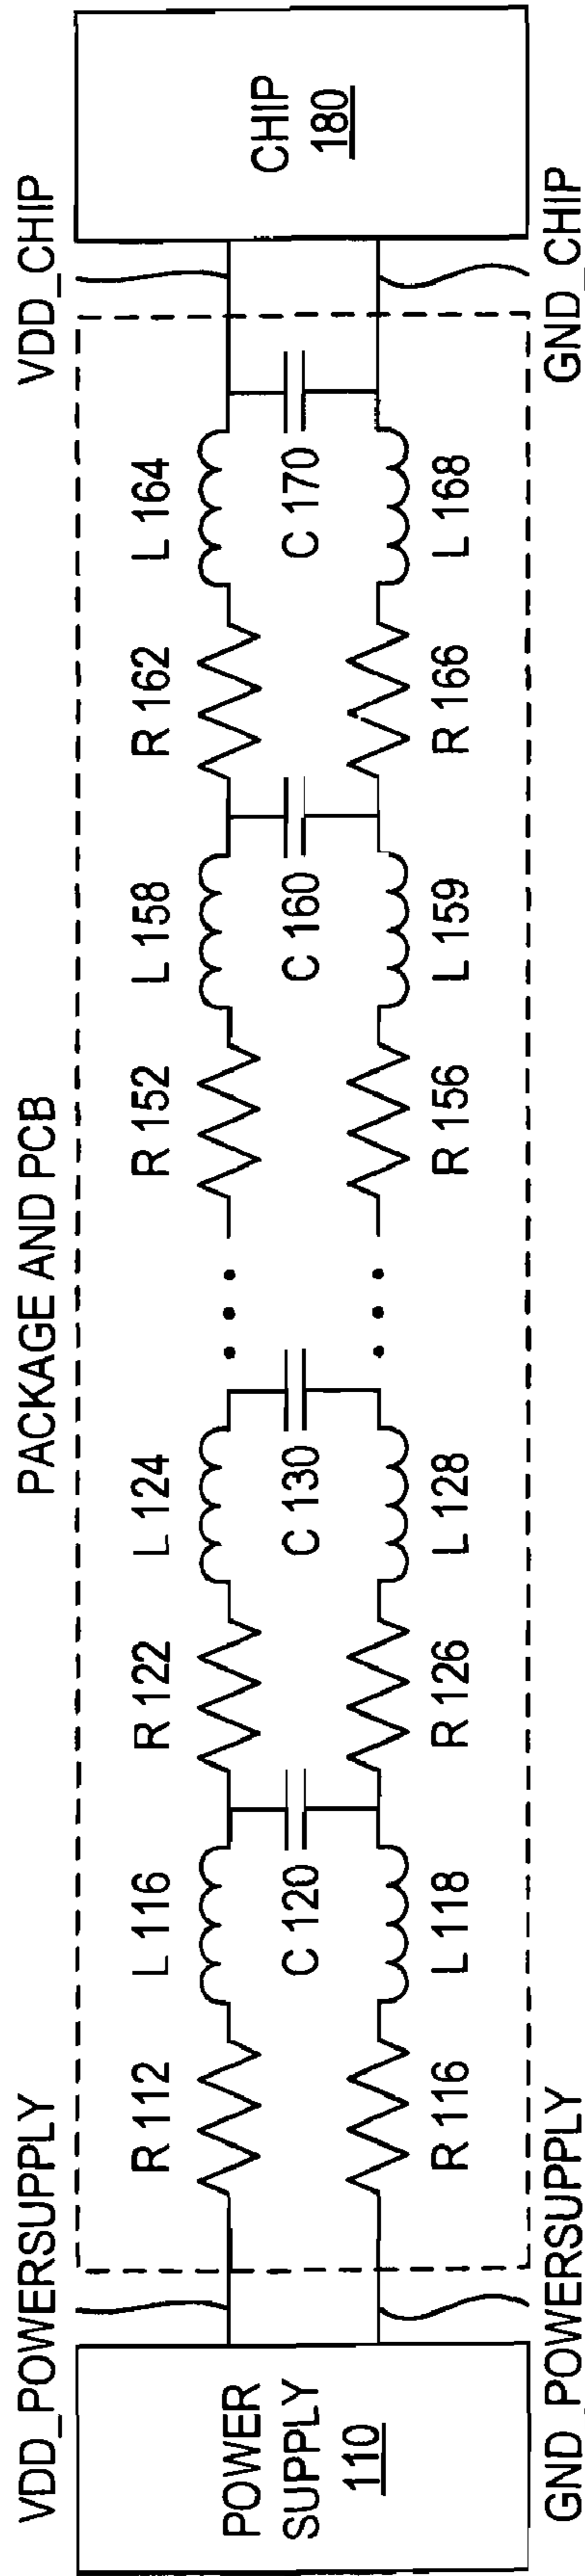 VDD_POWERSUPPLY
PACKAGE AND PCB
VDD_CHIP
R 112
L 116
R 122
L 124
R 152
L 158
R 162
L 164
POWER
SUPPLY
110
C 120
C 130
C 160
C 170
CHIP
180
R 116
L 118
R 126
L 128
R 156
L 159
R 166
L 168
GND_POWERSUPPLY
GND_CHIP